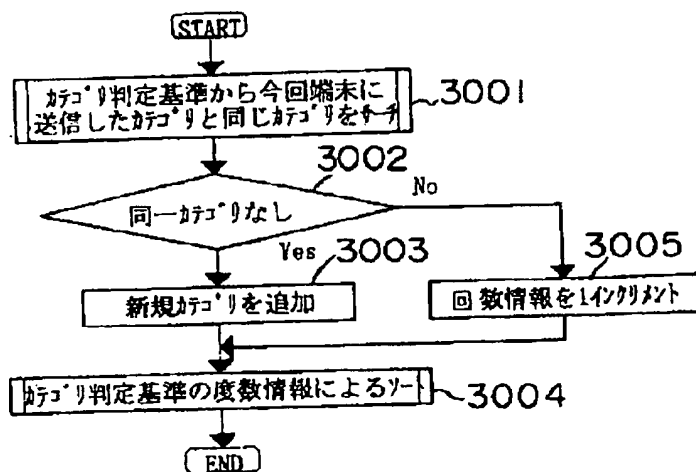 START
カテゴリ判定基準から今回端末に
送信したカテゴリと同じカテゴリをサーチ
3001
3002
同一カテゴリなし
No
Yes
3003
3005
新規カテゴリを追加
回数情報を1インクリメント
カテゴリ判定基準の度数情報によるソート
3004
END